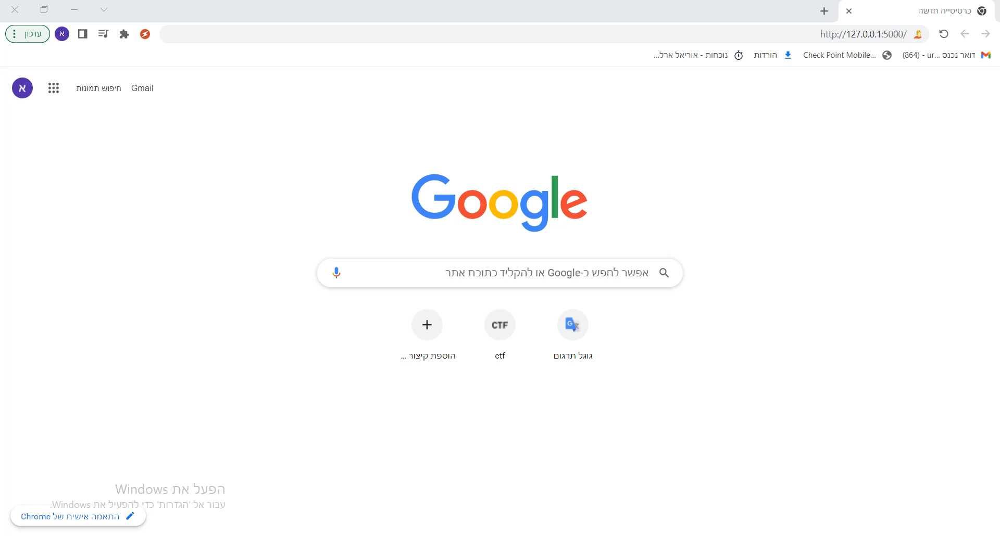 כרטיסייה חדשה
http://127.0.0.1:5000/
עדכון
א
דואר נכנס (864) - ur...
Check Point Mobile...
הורדות
נוכחות - אוריאל ארל...
Gmail
חיפוש תמונות
א
Google
אפשר לחפש ב-Google או להקליד כתובת אתר
CTF
גוגל תרגום
ctf
הוספת קיצור ...
הפעל את Windows
עבור אל 'הגדרות' כדי להפעיל את Windows.
התאמה אישית של Chrome